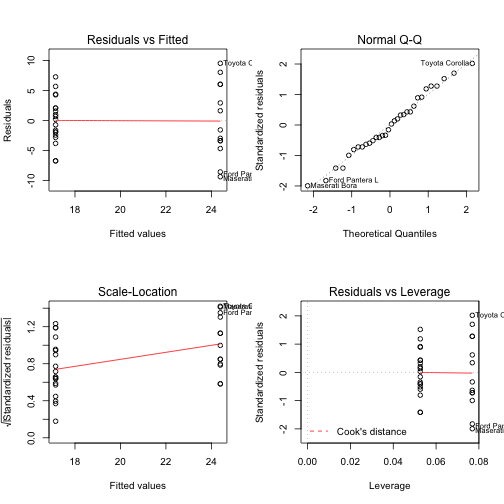 Residuals vs Fitted
Residuals
-10 -5 0 5 10
Toyota C
Ford Pan
Maserati
18 20 22 24
Fitted values
Normal Q-Q
Standardized residuals
-2 -1 0 1 2
Toyota Corolla
Ford Pantera L
Maserati Bora
-2 -1 0 1 2
Theoretical Quantiles
Scale-Location
√|Standardized residuals|
0.0 0.4 0.8 1.2
Ford Par
18 20 22 24
Fitted values
Residuals vs Leverage
Standardized residuals
-2 -1 0 1 2
Toyota C
Ford Par
Maserati
Cook's distance
0.00 0.02 0.04 0.06 0.08
Leverage